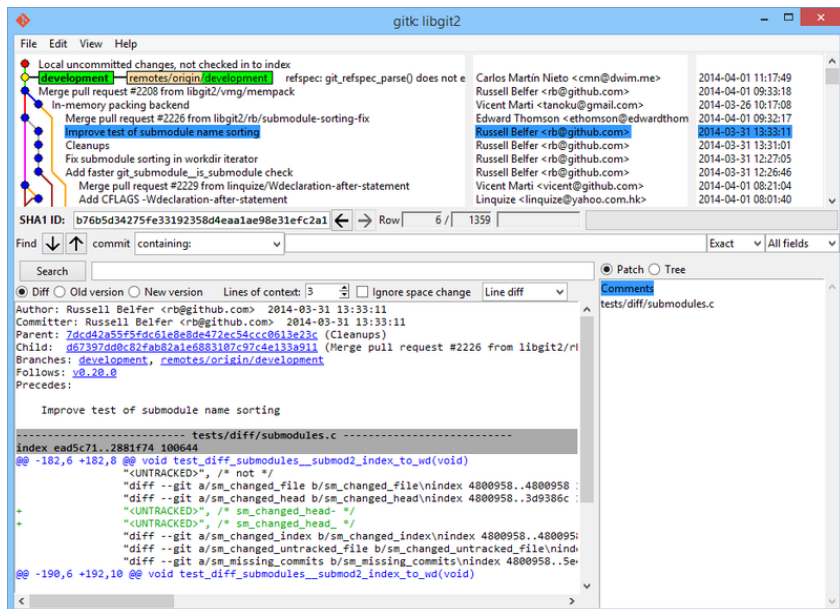 gitk: libgit2
File Edit View Help
Local uncommitted changes, not checked in to index
development remotes/origin/development refspec: git_refspec_parse() does not e Carlos Martín Nieto <cmn@dwim.me> 2014-04-01 11:17:49
Merge pull request #2208 from libgit2/vmg/mempack Russell Belfer <rb@github.com> 2014-04-01 09:33:18
In-memory packing backend Vicent Marti <tanoku@gmail.com> 2014-03-26 10:17:08
Merge pull request #2226 from libgit2/rb/submodule-sorting-fix Edward Thomson <ethomson@edwardthom 2014-04-01 09:32:17
Improve test of submodule name sorting Russell Belfer <rb@github.com> 2014-03-31 13:33:11
Cleanups Russell Belfer <rb@github.com> 2014-03-31 13:31:01
Fix submodule sorting in workdir iterator Russell Belfer <rb@github.com> 2014-03-31 12:27:05
Add faster git_submodule__is_submodule check Russell Belfer <rb@github.com> 2014-03-31 12:26:46
Merge pull request #2229 from linquize/Wdeclaration-after-statement Vicent Marti <vicent@github.com> 2014-04-01 08:21:04
Add CFLAGS -Wdeclaration-after-statement Linquize <linquize@yahoo.com.hk> 2014-04-01 08:01:40
SHA1 ID: b76b5d34275fe33192358d4eaa1ae98e31efc2a1 Row 6 / 1359
Find commit containing: Exact All fields
Search
Diff Old version New version Lines of context: 3 Ignore space change Line diff
Patch Tree
Comments
tests/diff/submodules.c
Author: Russell Belfer <rb@github.com> 2014-03-31 13:33:11
Committer: Russell Belfer <rb@github.com> 2014-03-31 13:33:11
Parent: 7dcd42a55f5fdc61e8e8de472ec54ccc0613e23c (Cleanups)
Child: d67397dd0c82fab82a1e6883107c97c4e133a911 (Merge pull request #2226 from libgit2/rl
Branches: development, remotes/origin/development
Follows: v0.20.0
Precedes:
Improve test of submodule name sorting
------------------------- tests/diff/submodules.c -------------------------
index ead5c71..2881f74 100644
@@ -182,6 +182,8 @@ void test_diff_submodules__submod2_index_to_wd(void)
"<UNTRACKED>", /* not */
"diff --git a/sm_changed_file b/sm_changed_file\nindex 4800958..4800958
"diff --git a/sm_changed_head b/sm_changed_head\nindex 4800958..3d9386c
+ "<UNTRACKED>", /* sm_changed_head- */
+ "<UNTRACKED>", /* sm_changed_head_ */
"diff --git a/sm_changed_index b/sm_changed_index\nindex 4800958..480095
"diff --git a/sm_changed_untracked_file b/sm_changed_untracked_file\nind
"diff --git a/sm_missing_commits b/sm_missing_commits\nindex 4800958..5e
@@ -190,6 +192,10 @@ void test_diff_submodules__submod2_index_to_wd(void)